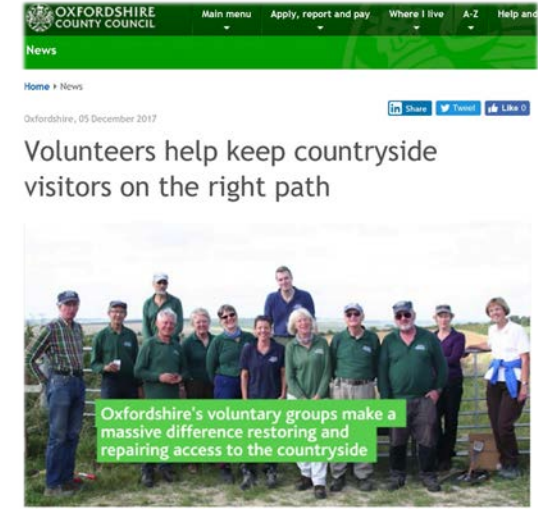 OXFORDSHIRE
COUNTY COUNCIL
Main menu
Apply, report and pay
Where I live
A-Z
Help and
News
Home › News
Share
Tweet
Like 0
Oxfordshire, 05 December 2017
Volunteers help keep countryside
visitors on the right path
Oxfordshire's voluntary groups make a
massive difference restoring and
repairing access to the countryside